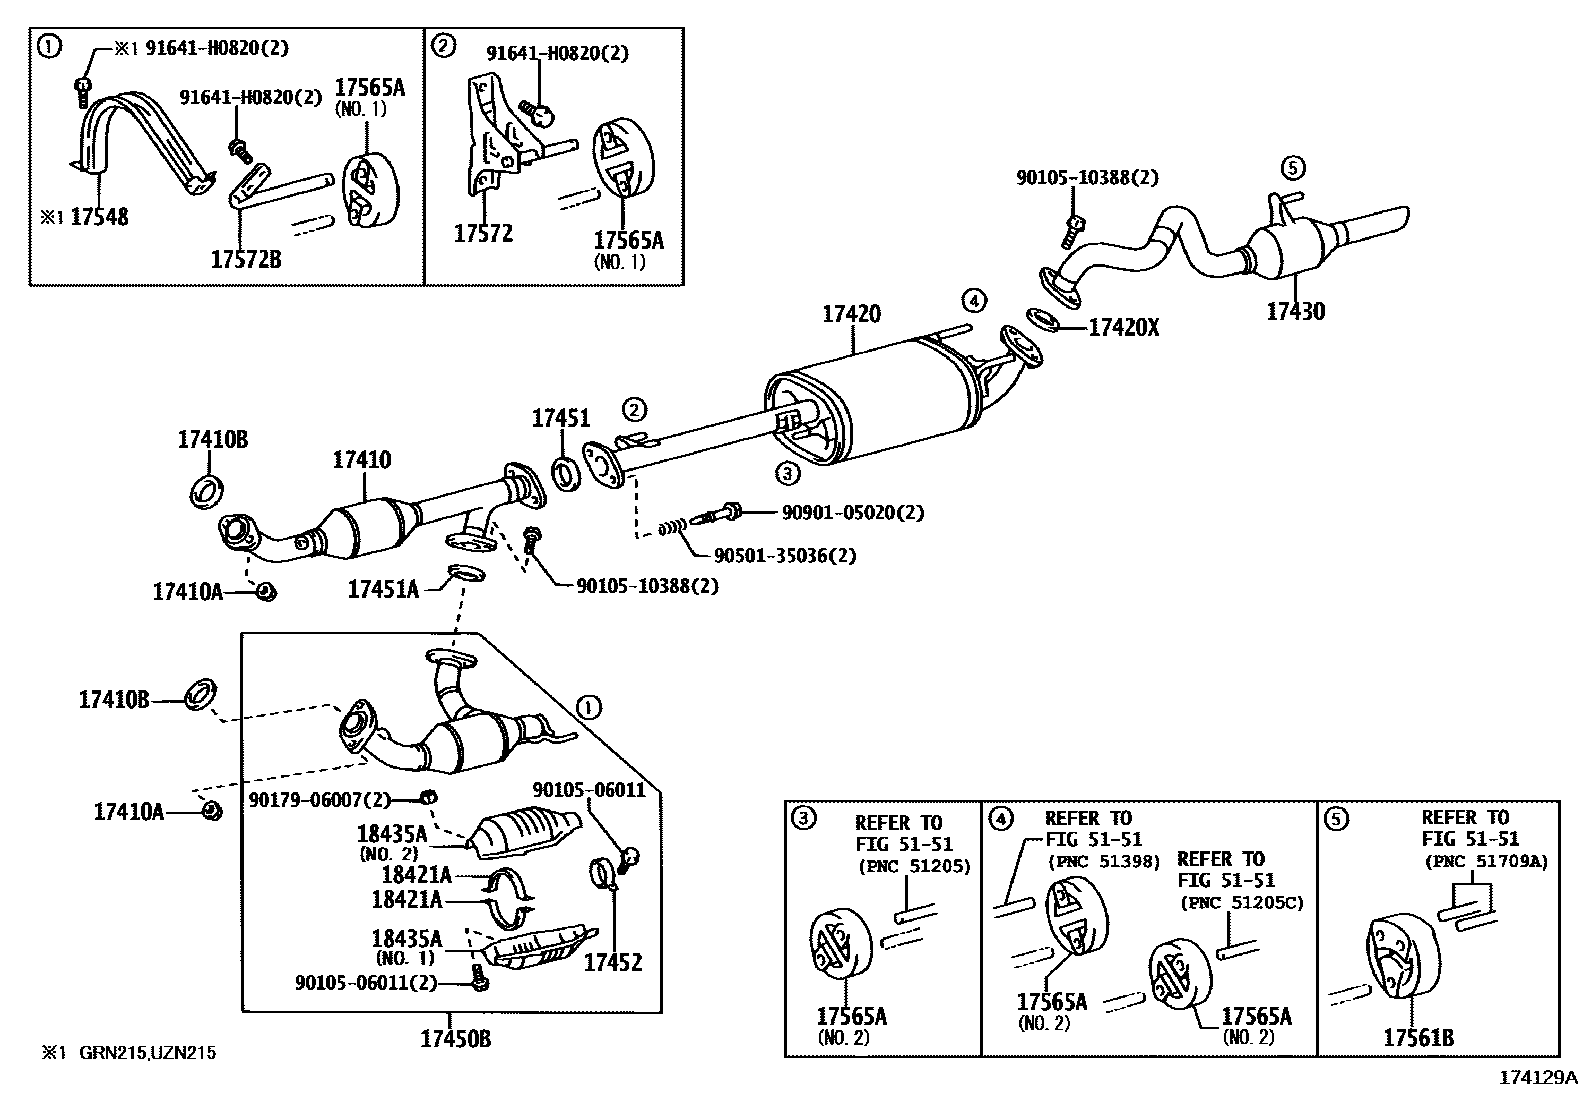 1
※1 91641-H0820(2)
91641-H0820(2)
17565A
(NO. 1)
※1 17548
17572B
2
91641-H0820(2)
17572
17565A
(NO. 1)
90105-10388(2)
5
17430
17420X
4
17420
2
17451
3
17410B
17410
90901-05020(2)
90501-35036(2)
90105-10388(2)
17410A
17451A
17410B
1
17410A
90179-06007(2)
90105-06011
18435A
(NO. 2)
18421A
18421A
18435A
(NO. 1)
17452
90105-06011(2)
17450B
3
REFER TO
FIG 51-51
(PNC 51205)
17565A
(NO. 2)
4
REFER TO
FIG 51-51
(PNC 51398)
REFER TO
FIG 51-51
(PNC 51205C)
17565A
(NO. 2)
17565A
(NO. 2)
5
REFER TO
FIG 51-51
(PNC 51709A)
17561B
※1 GRN215,UZN215
174129A